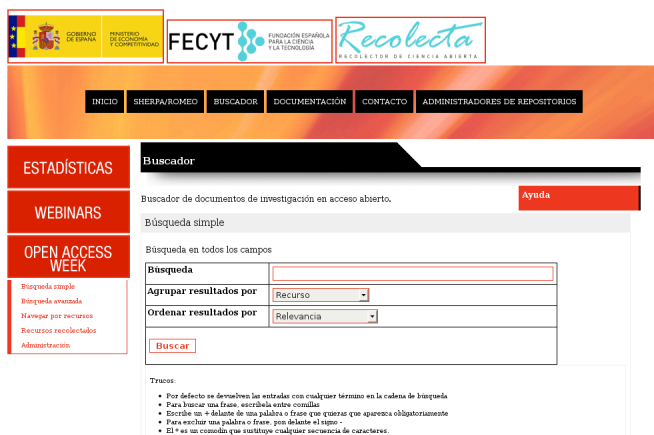 GOBIERNO
DE ESPAÑA
MINISTERIO
DE ECONOMÍA
Y COMPETITIVIDAD
FECYT
FUNDACIÓN ESPAÑOLA
PARA LA CIENCIA
Y LA TECNOLOGÍA
Recolecta
RECOLECTOR DE CIENCIA ABIERTA
INICIO SHERPA/ROMEO BUSCADOR DOCUMENTACIÓN CONTACTO ADMINISTRADORES DE REPOSITORIOS
ESTADÍSTICAS
WEBINARS
OPEN ACCESS
WEEK
Búsqueda simple
Búsqueda avanzada
Navegar por recursos
Recursos recolectados
Administración
Buscador
Buscador de documentos de investigación en acceso abierto.
Ayuda
Búsqueda simple
Búsqueda en todos los campos
Búsqueda
Agrupar resultados por Recurso
Ordenar resultados por Relevancia
Buscar
Trucos:
• Por defecto se devuelven las entradas con cualquier término en la cadena de búsqueda
• Para buscar una frase, escríbela entre comillas
• Escribe un + delante de una palabra o frase que quieras que aparezca obligatoriamente
• Para excluir una palabra o frase, pon delante el signo -
• El * es un comodín que sustituye cualquier secuencia de caracteres.